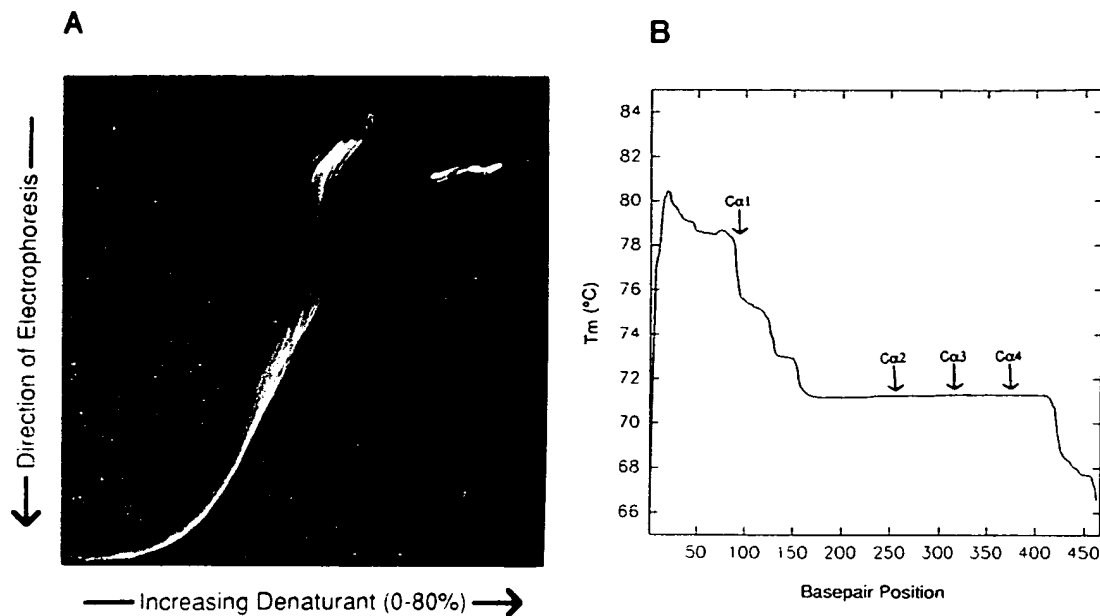 A
Direction of Electrophoresis
Increasing Denaturant (0-80%)
B
84
82
80
78
76
74
72
70
68
66
Tm (°C)
Cα1
Cα2
Cα3
Cα4
50 100 150 200 250 300 350 400 450
Basepair Position